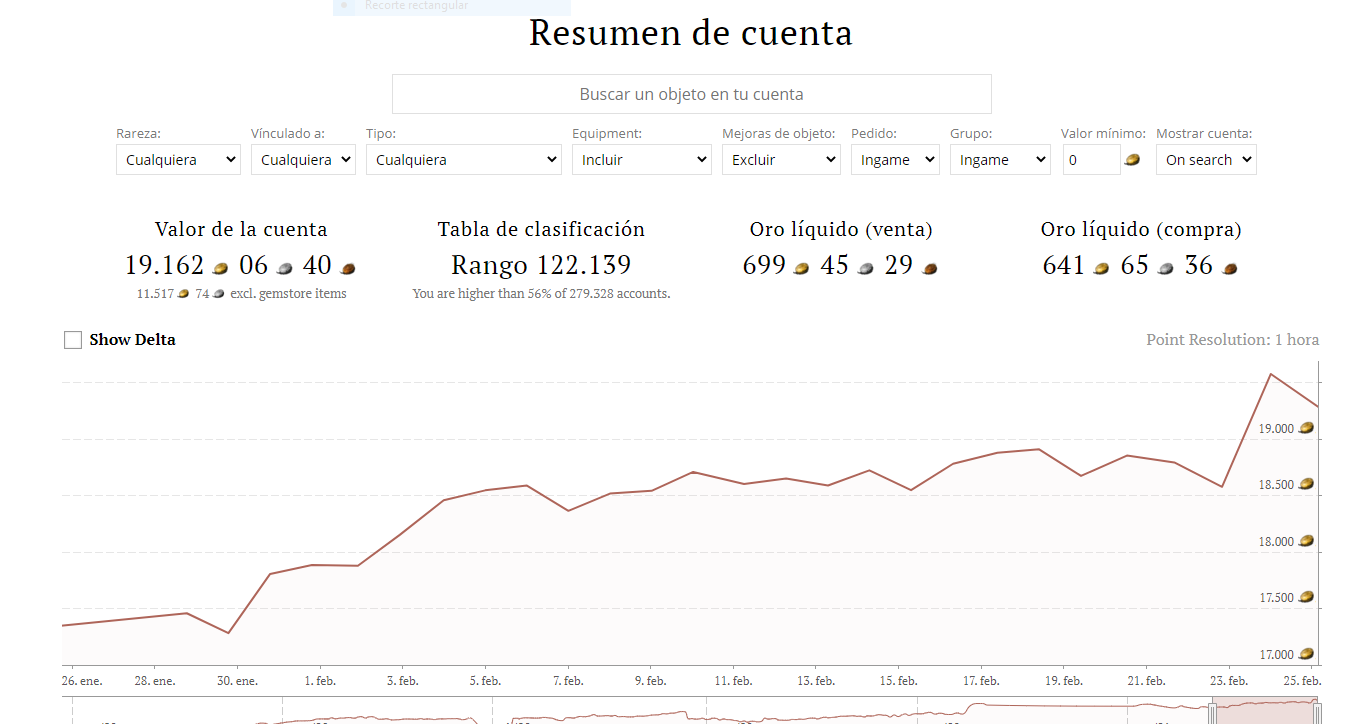 Recorte rectangular
Resumen de cuenta
Buscar un objeto en tu cuenta
Rareza: Vínculado a: Tipo: Equipment: Mejoras de objeto: Pedido: Grupo: Valor mínimo: Mostrar cuenta:
Cualquiera Cualquiera Cualquiera Incluir Excluir Ingame Ingame 0 On search
Valor de la cuenta Tabla de clasificación Oro líquido (venta) Oro líquido (compra)
19.162 06 40 Rango 122.139 699 45 29 641 65 36
11.517 74 excl. gemstore items You are higher than 56% of 279.328 accounts.
Show Delta Point Resolution: 1 hora
19.000
18.500
18.000
17.500
17.000
26. ene. 28. ene. 30. ene. 1. feb. 3. feb. 5. feb. 7. feb. 9. feb. 11. feb. 13. feb. 15. feb. 17. feb. 19. feb. 21. feb. 23. feb. 25. feb.